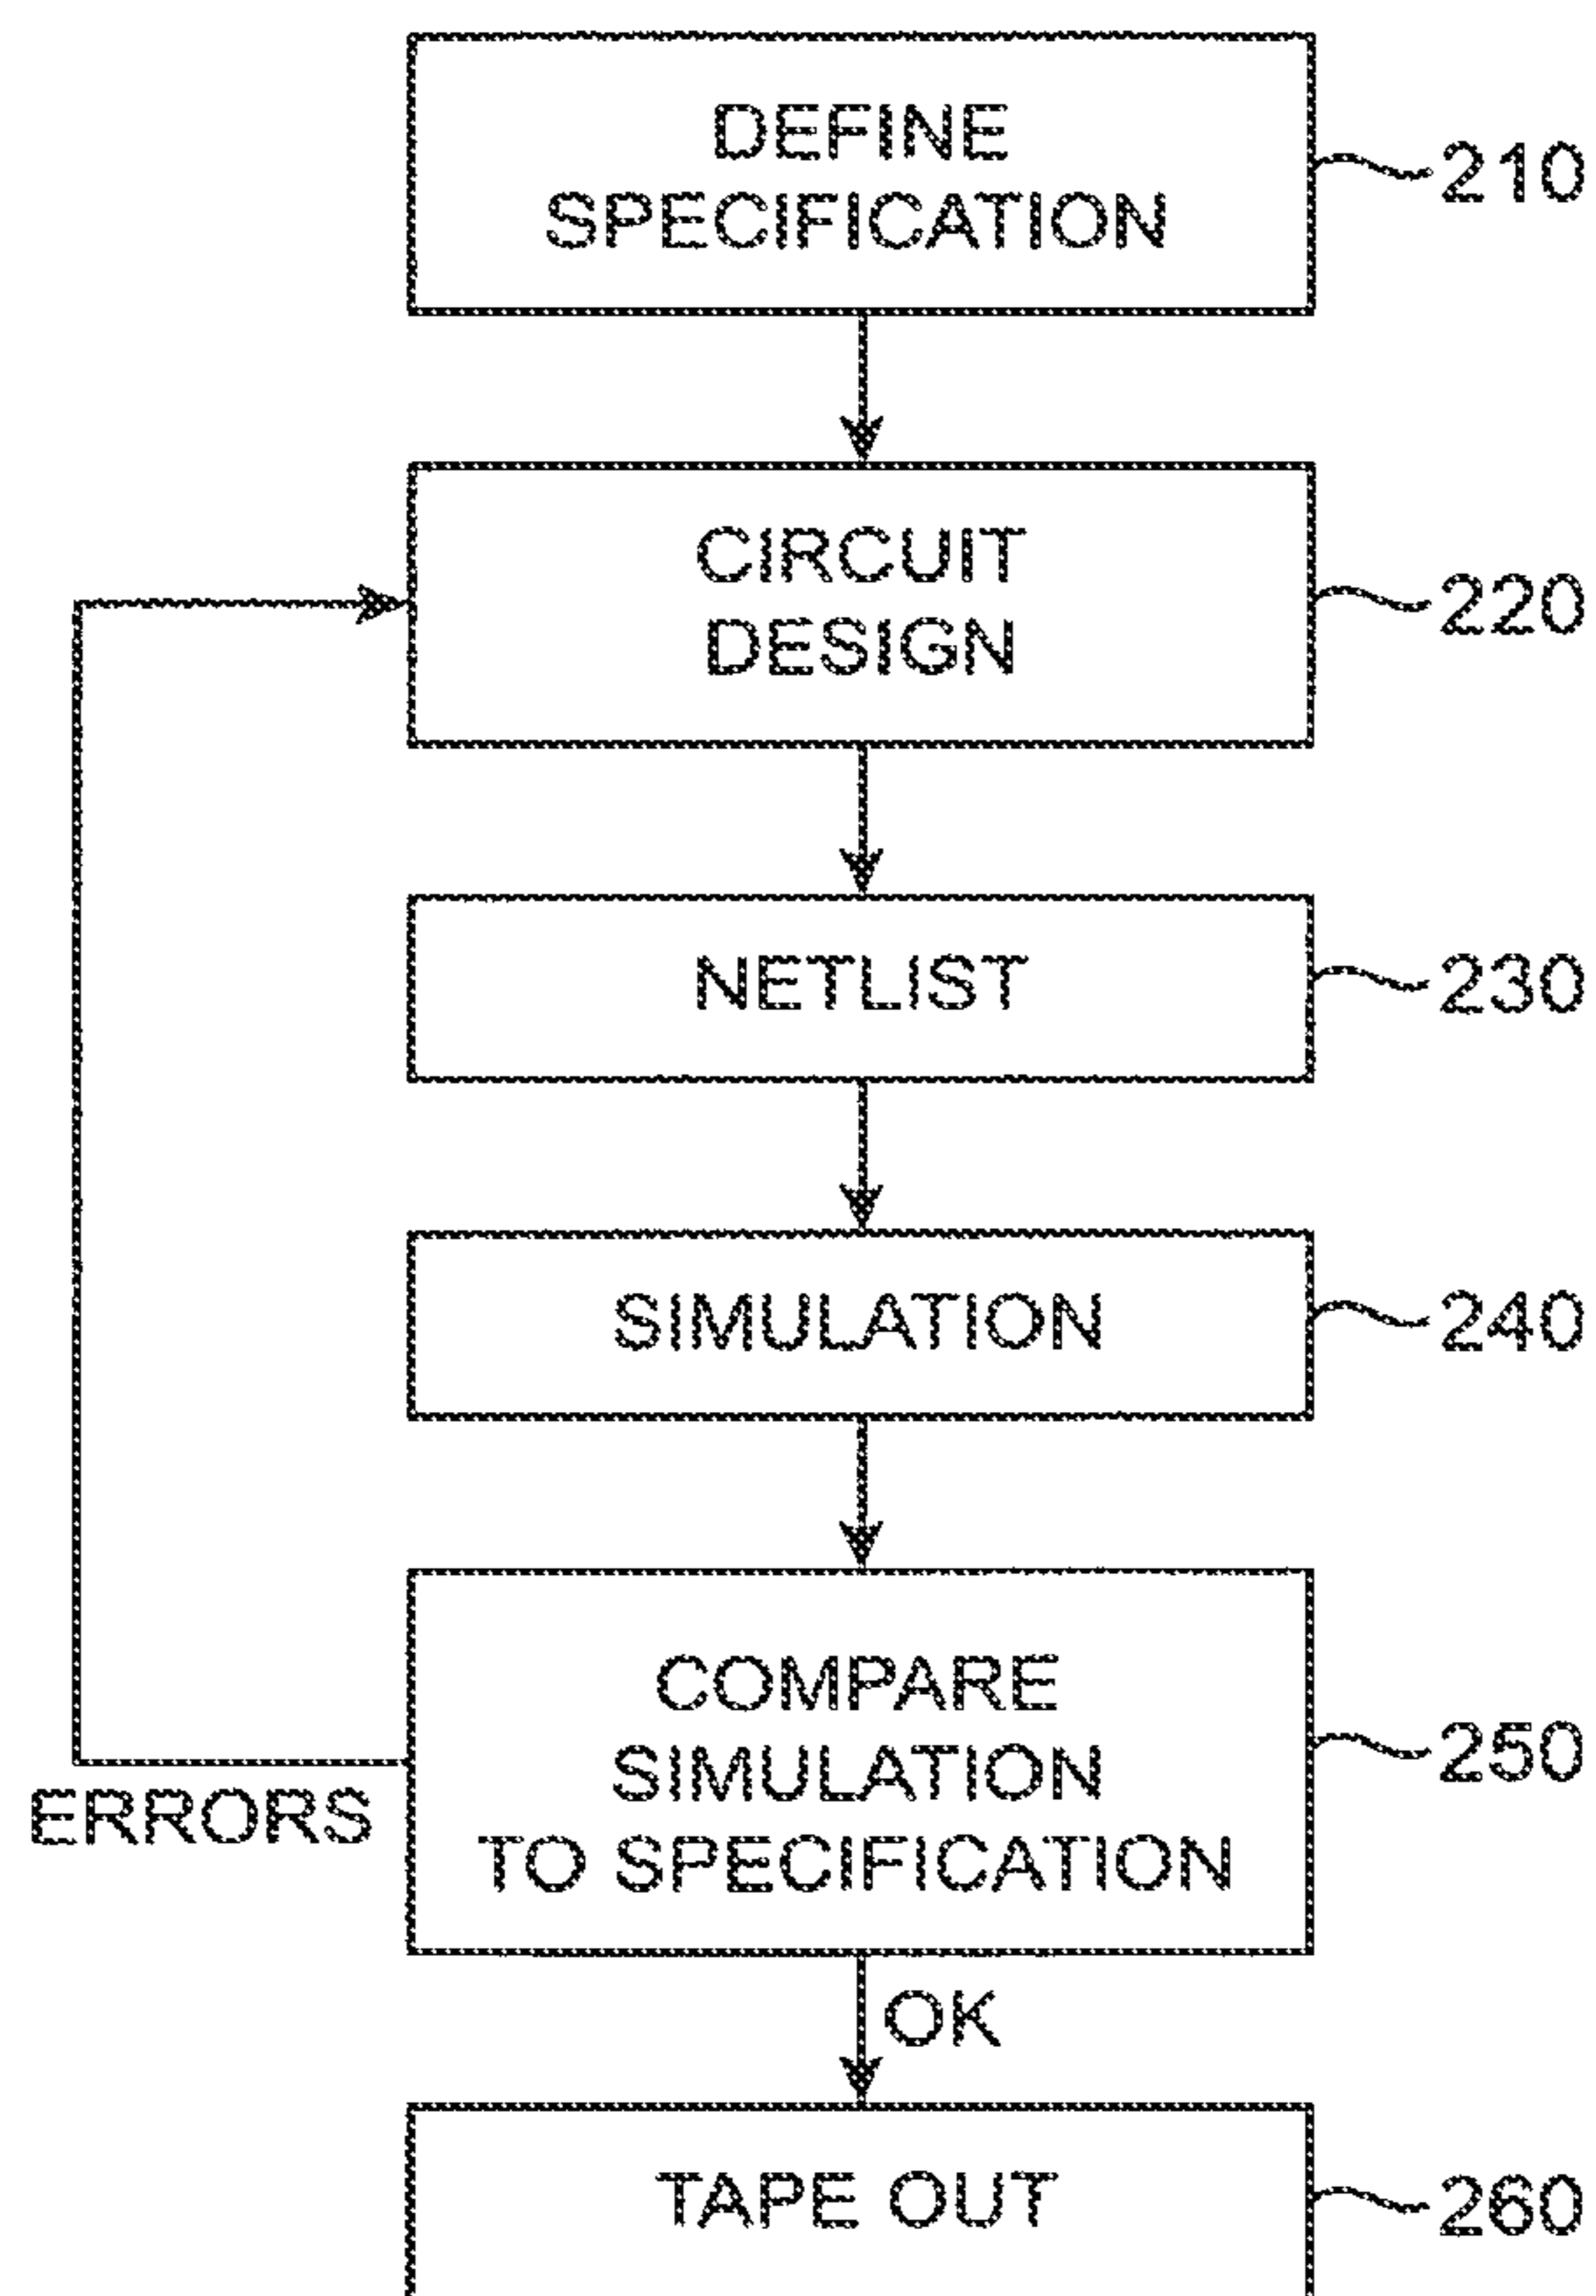 DEFINE
SPECIFICATION
210
CIRCUIT
DESIGN
220
NETLIST
230
SIMULATION
240
COMPARE
SIMULATION
TO SPECIFICATION
250
ERRORS
OK
TAPE OUT
260